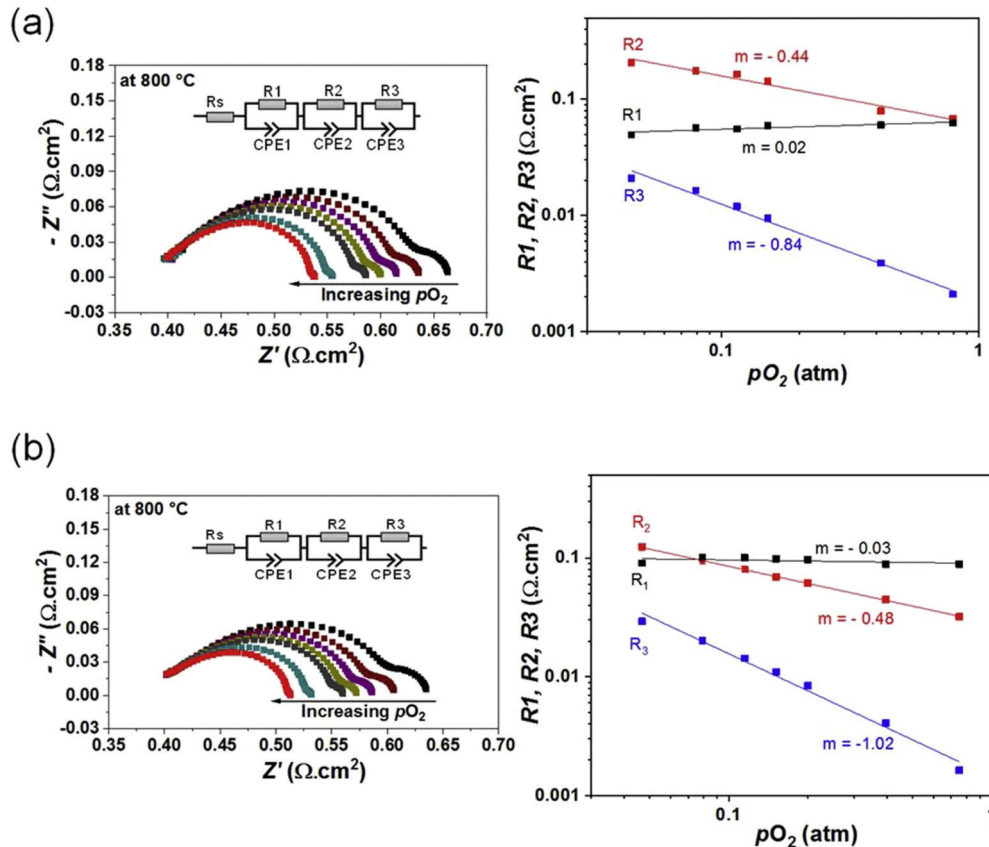 (a)
at 800 °C
Rs R1 R2 R3
CPE1 CPE2 CPE3
Increasing pO2
- Z″ (Ω.cm²)
0.18
0.15
0.12
0.09
0.06
0.03
0.00
-0.03
0.35 0.40 0.45 0.50 0.55 0.60 0.65 0.70
Z′ (Ω.cm²)
R1, R2, R3 (Ω.cm²)
0.1
0.01
0.001
R2
m = - 0.44
R1
m = 0.02
R3
m = - 0.84
0.1 1
pO₂ (atm)
(b)
at 800 °C
Rs R1 R2 R3
CPE1 CPE2 CPE3
Increasing pO₂
- Z″ (Ω.cm²)
0.18
0.15
0.12
0.09
0.06
0.03
0.00
-0.03
0.35 0.40 0.45 0.50 0.55 0.60 0.65 0.70
Z′ (Ω.cm²)
R1, R2, R3 (Ω.cm²)
1
0.1
0.01
0.001
R₂
m = - 0.03
R₁
m = - 0.48
R₃
m = -1.02
0.1 1
pO₂ (atm)